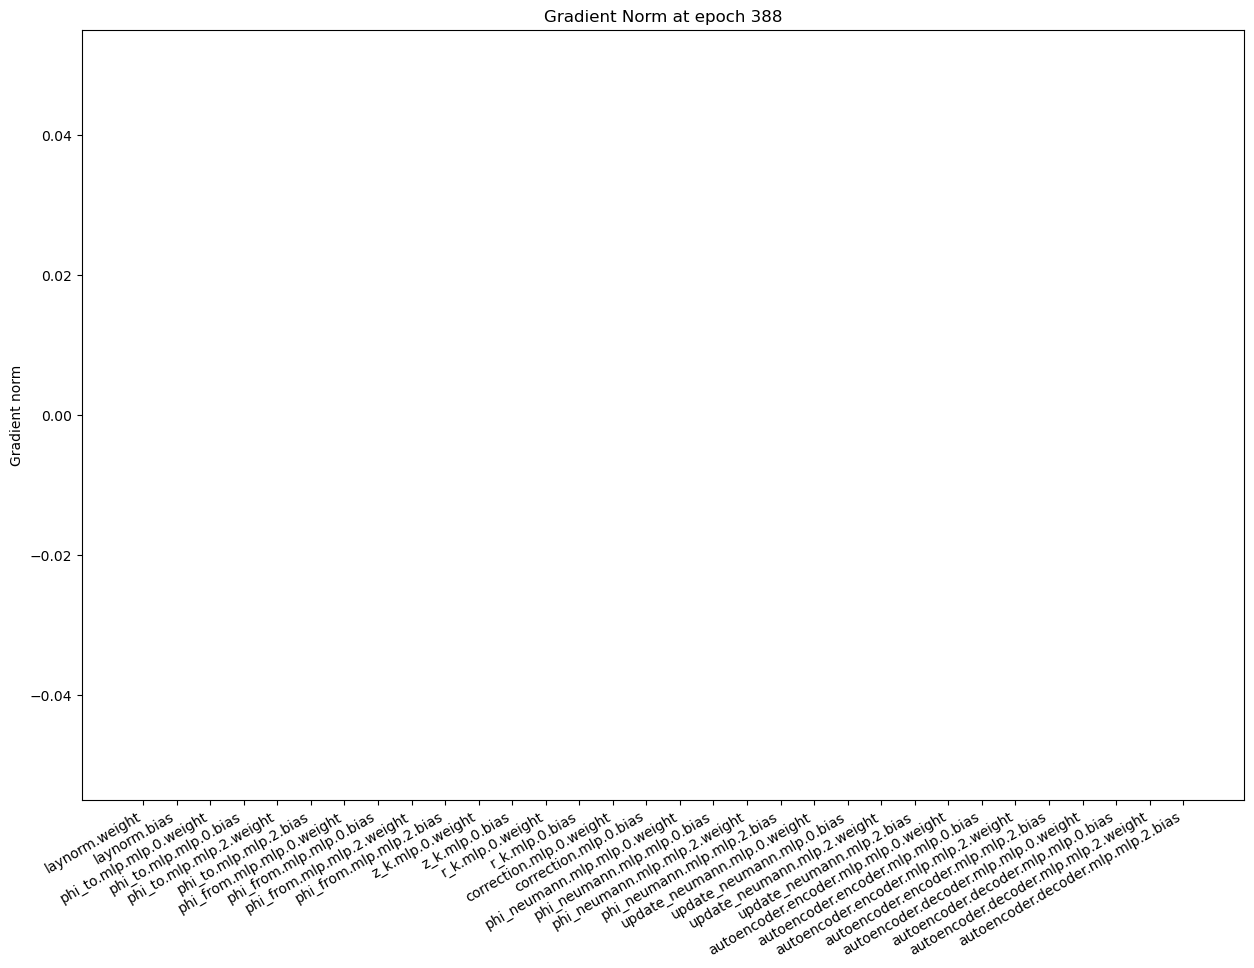 Gradient Norm at epoch 388
0.04
0.02
0.00
−0.02
−0.04
Gradient norm
laynorm.weight
laynorm.bias
phi_to.mlp.mlp.0.weight
phi_to.mlp.mlp.0.bias
phi_to.mlp.mlp.2.weight
phi_to.mlp.mlp.2.bias
phi_from.mlp.mlp.0.weight
phi_from.mlp.mlp.0.bias
phi_from.mlp.mlp.2.weight
phi_from.mlp.mlp.2.bias
z_k.mlp.0.weight
z_k.mlp.0.bias
r_k.mlp.0.weight
r_k.mlp.0.bias
correction.mlp.0.weight
correction.mlp.0.bias
phi_neumann.mlp.mlp.0.weight
phi_neumann.mlp.mlp.0.bias
phi_neumann.mlp.mlp.2.weight
phi_neumann.mlp.mlp.2.bias
update_neumann.mlp.0.weight
update_neumann.mlp.0.bias
update_neumann.mlp.2.weight
update_neumann.mlp.2.bias
autoencoder.encoder.mlp.mlp.0.weight
autoencoder.encoder.mlp.mlp.0.bias
autoencoder.encoder.mlp.mlp.2.weight
autoencoder.encoder.mlp.mlp.2.bias
autoencoder.decoder.mlp.mlp.0.weight
autoencoder.decoder.mlp.mlp.0.bias
autoencoder.decoder.mlp.mlp.2.weight
autoencoder.decoder.mlp.mlp.2.bias